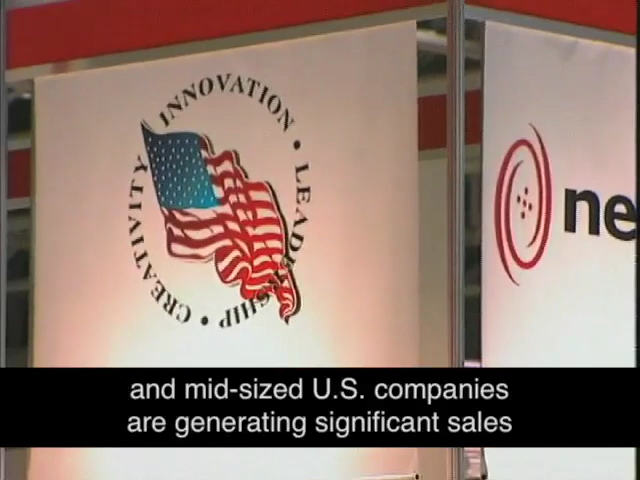 INNOVATION • LEADERSHIP • CREATIVITY
ne
and mid-sized U.S. companies
are generating significant sales